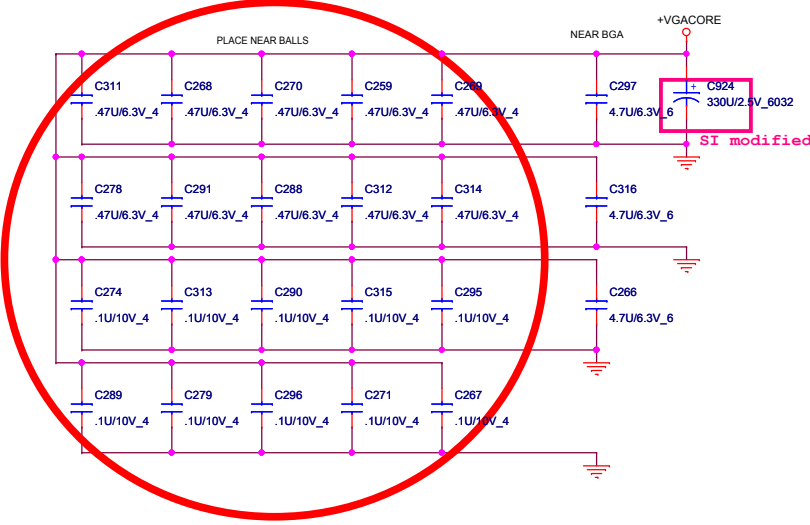 +VGACORE
PLACE NEAR BALLS
NEAR BGA
C311 C268 C270 C259 C269 C297 + C924
.47U/6.3V_4 .47U/6.3V_4 .47U/6.3V_4 .47U/6.3V_4 .47U/6.3V_4 4.7U/6.3V_6 330U/2.5V_6032
SI modified
C278 C291 C288 C312 C314 C316
.47U/6.3V_4 .47U/6.3V_4 .47U/6.3V_4 .47U/6.3V_4 .47U/6.3V_4 4.7U/6.3V_6
C274 C313 C290 C315 C295 C266
.1U/10V_4 .1U/10V_4 .1U/10V_4 .1U/10V_4 .1U/10V_4 4.7U/6.3V_6
C289 C279 C296 C271 C267
.1U/10V_4 .1U/10V_4 .1U/10V_4 .1U/10V_4 .1U/10V_4